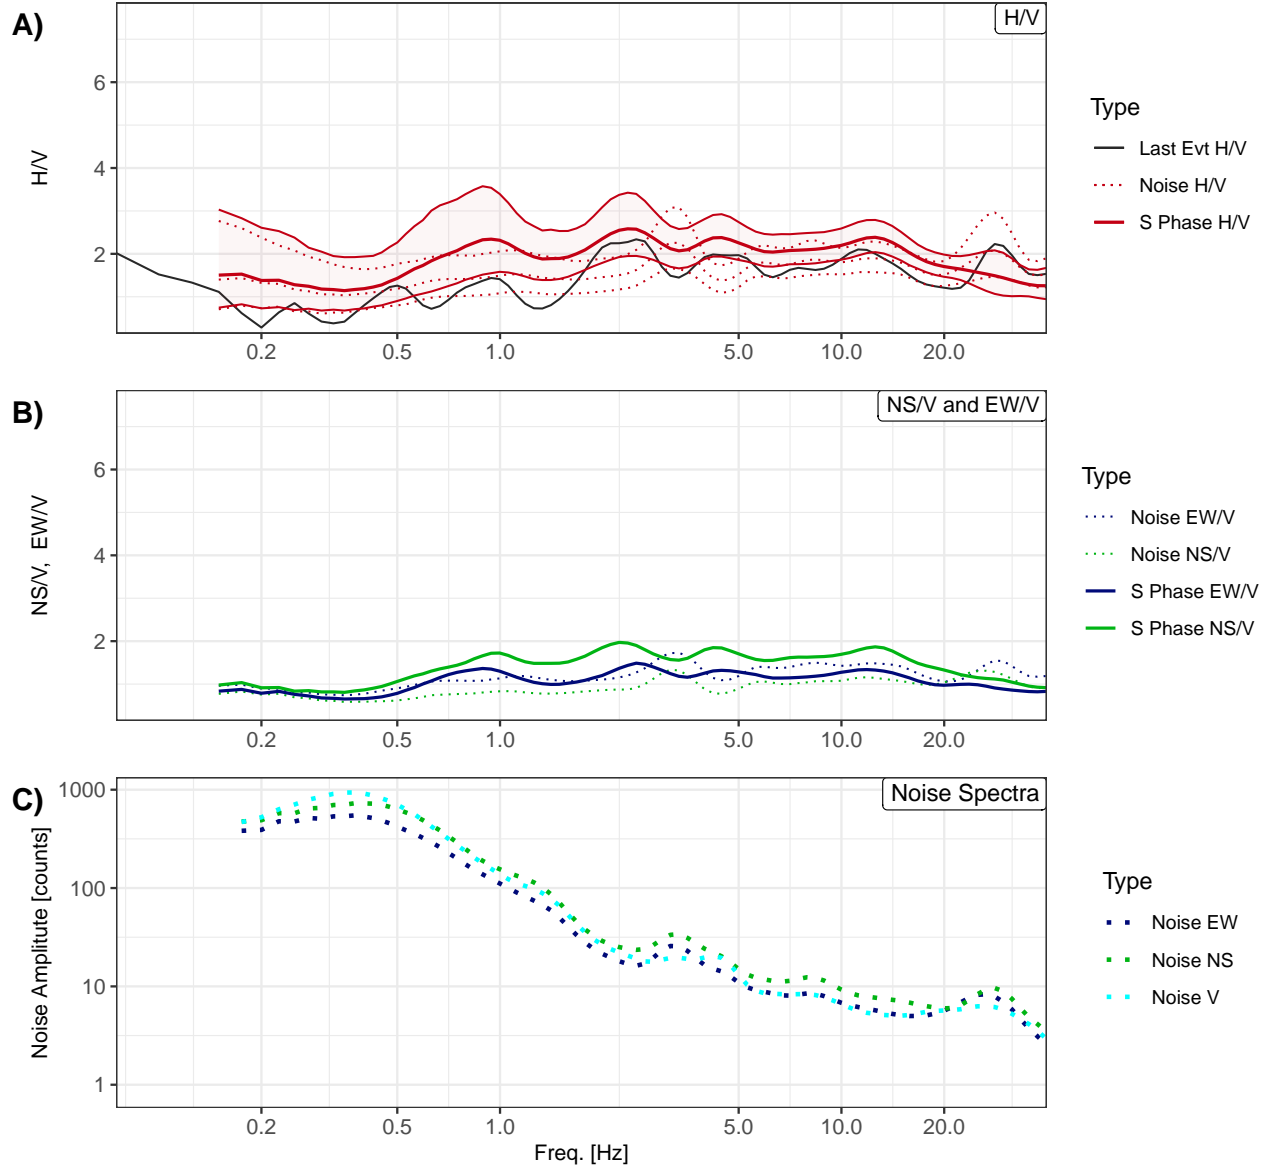 A)
H/V
6
4
2
H/V
0.2 0.5 1.0 5.0 10.0 20.0
Type
Last Evt H/V
Noise H/V
S Phase H/V
B)
NS/V and EW/V
6
4
2
NS/V, EW/V
0.2 0.5 1.0 5.0 10.0 20.0
Type
Noise EW/V
Noise NS/V
S Phase EW/V
S Phase NS/V
C)
Noise Spectra
1000
100
10
1
Noise Amplitute [counts]
0.2 0.5 1.0 5.0 10.0 20.0
Freq. [Hz]
Type
Noise EW
Noise NS
Noise V